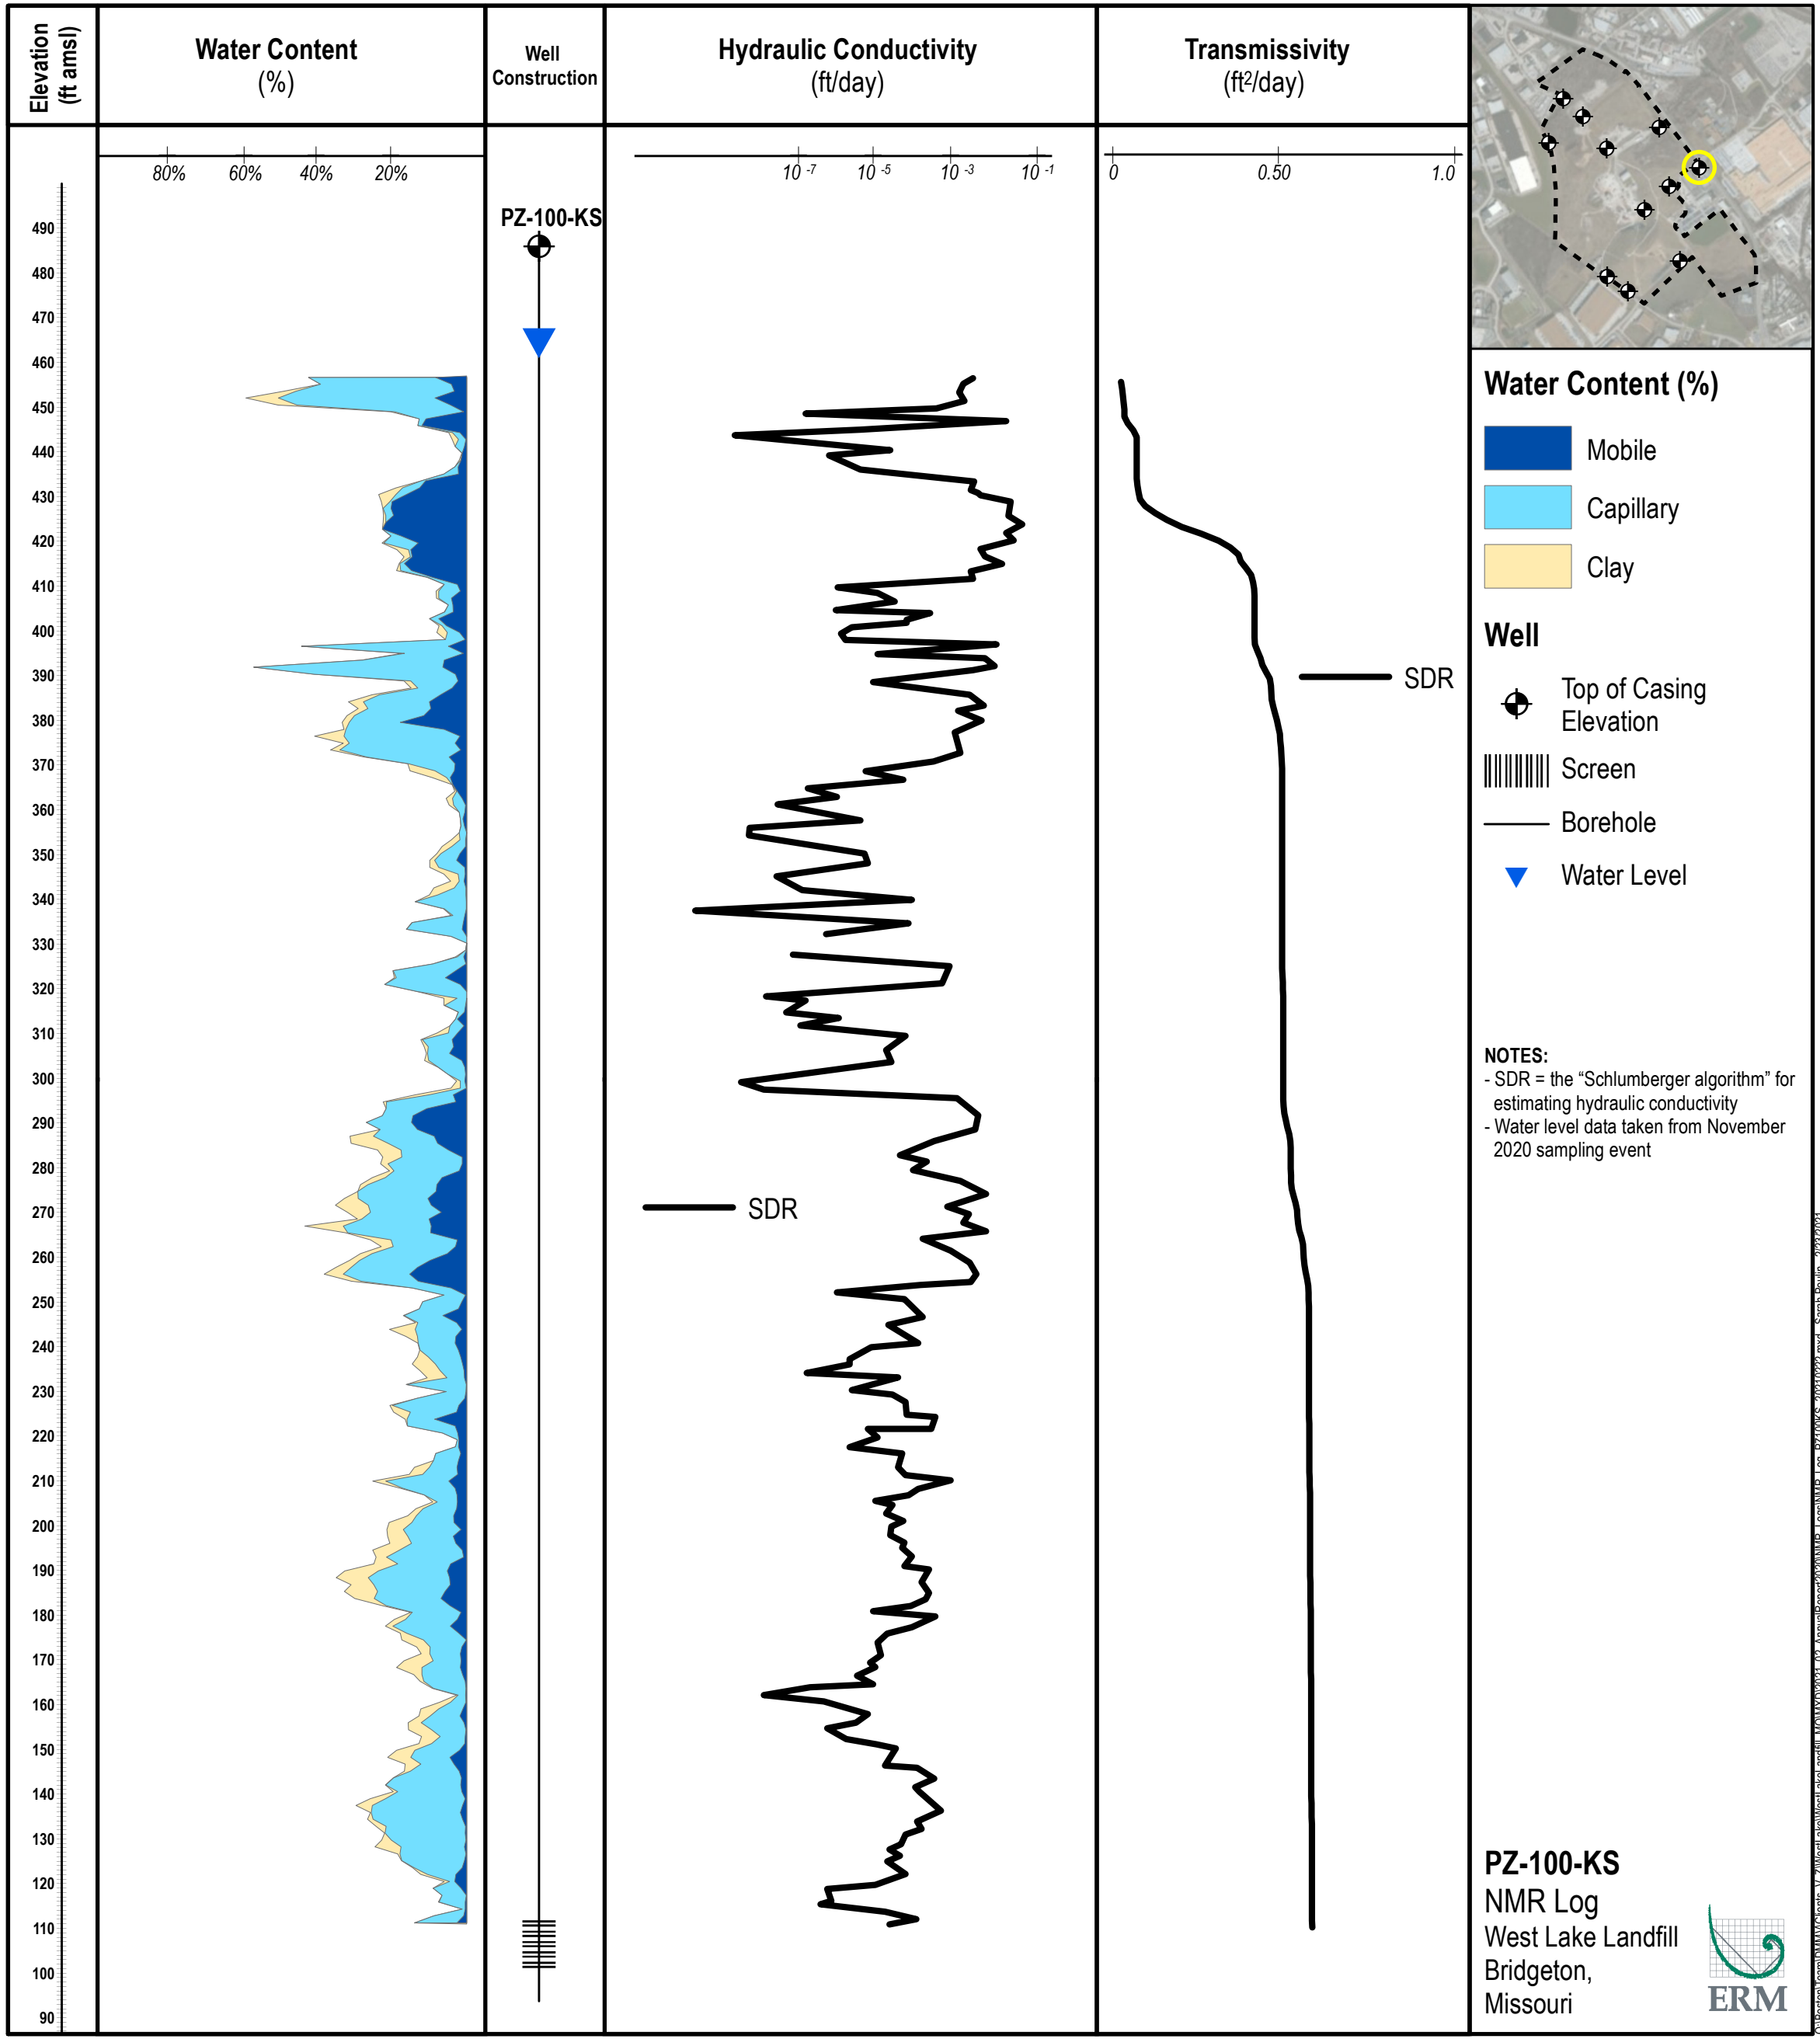 Elevation
(ft amsl)
Water Content
(%)
Well
Construction
Hydraulic Conductivity
(ft/day)
Transmissivity
(ft²/day)
80% 60% 40% 20%
10 -7 10 -5 10 -3 10 -1
0 0.50 1.0
PZ-100-KS
490
480
470
460
450
440
430
420
410
400
390
380
370
360
350
340
330
320
310
300
290
280
270
260
250
240
230
220
210
200
190
180
170
160
150
140
130
120
110
100
90
SDR
SDR
Water Content (%)
Mobile
Capillary
Clay
Well
Top of Casing
Elevation
Screen
Borehole
Water Level
NOTES:
- SDR = the “Schlumberger algorithm” for
estimating hydraulic conductivity
- Water level data taken from November
2020 sampling event
PZ-100-KS
NMR Log
West Lake Landfill
Bridgeton,
Missouri
ERM